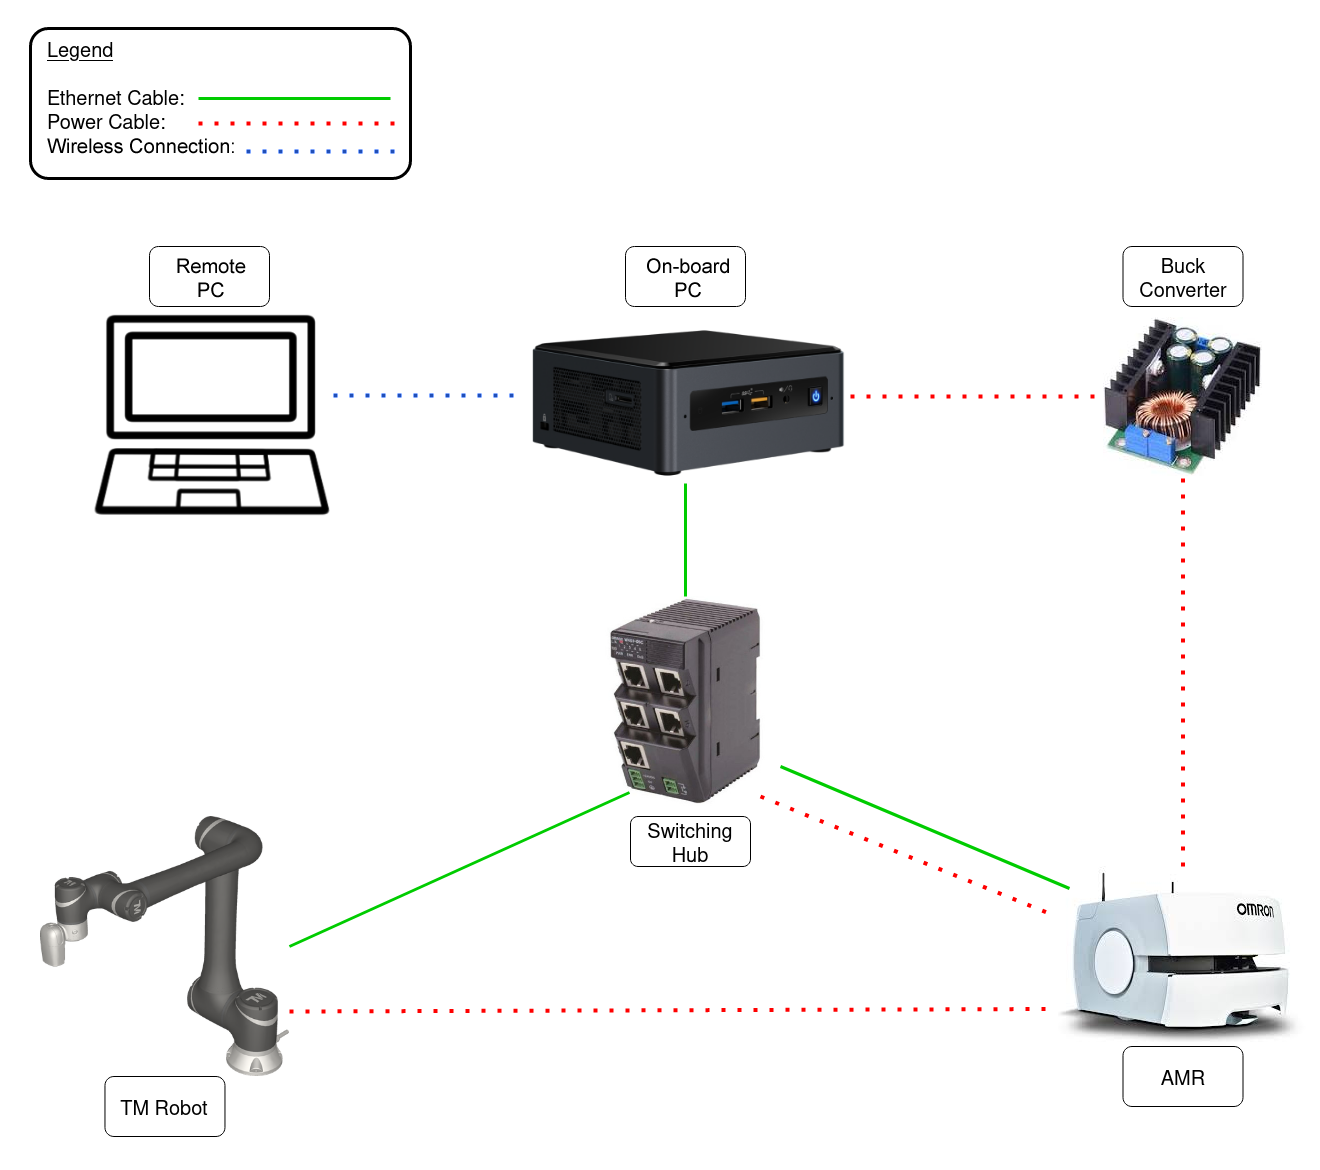 Legend
Ethernet Cable:
Power Cable:
Wireless Connection:
Remote
PC
On-board
PC
Buck
Converter
Switching
Hub
OMRON
TM
TM Robot
AMR